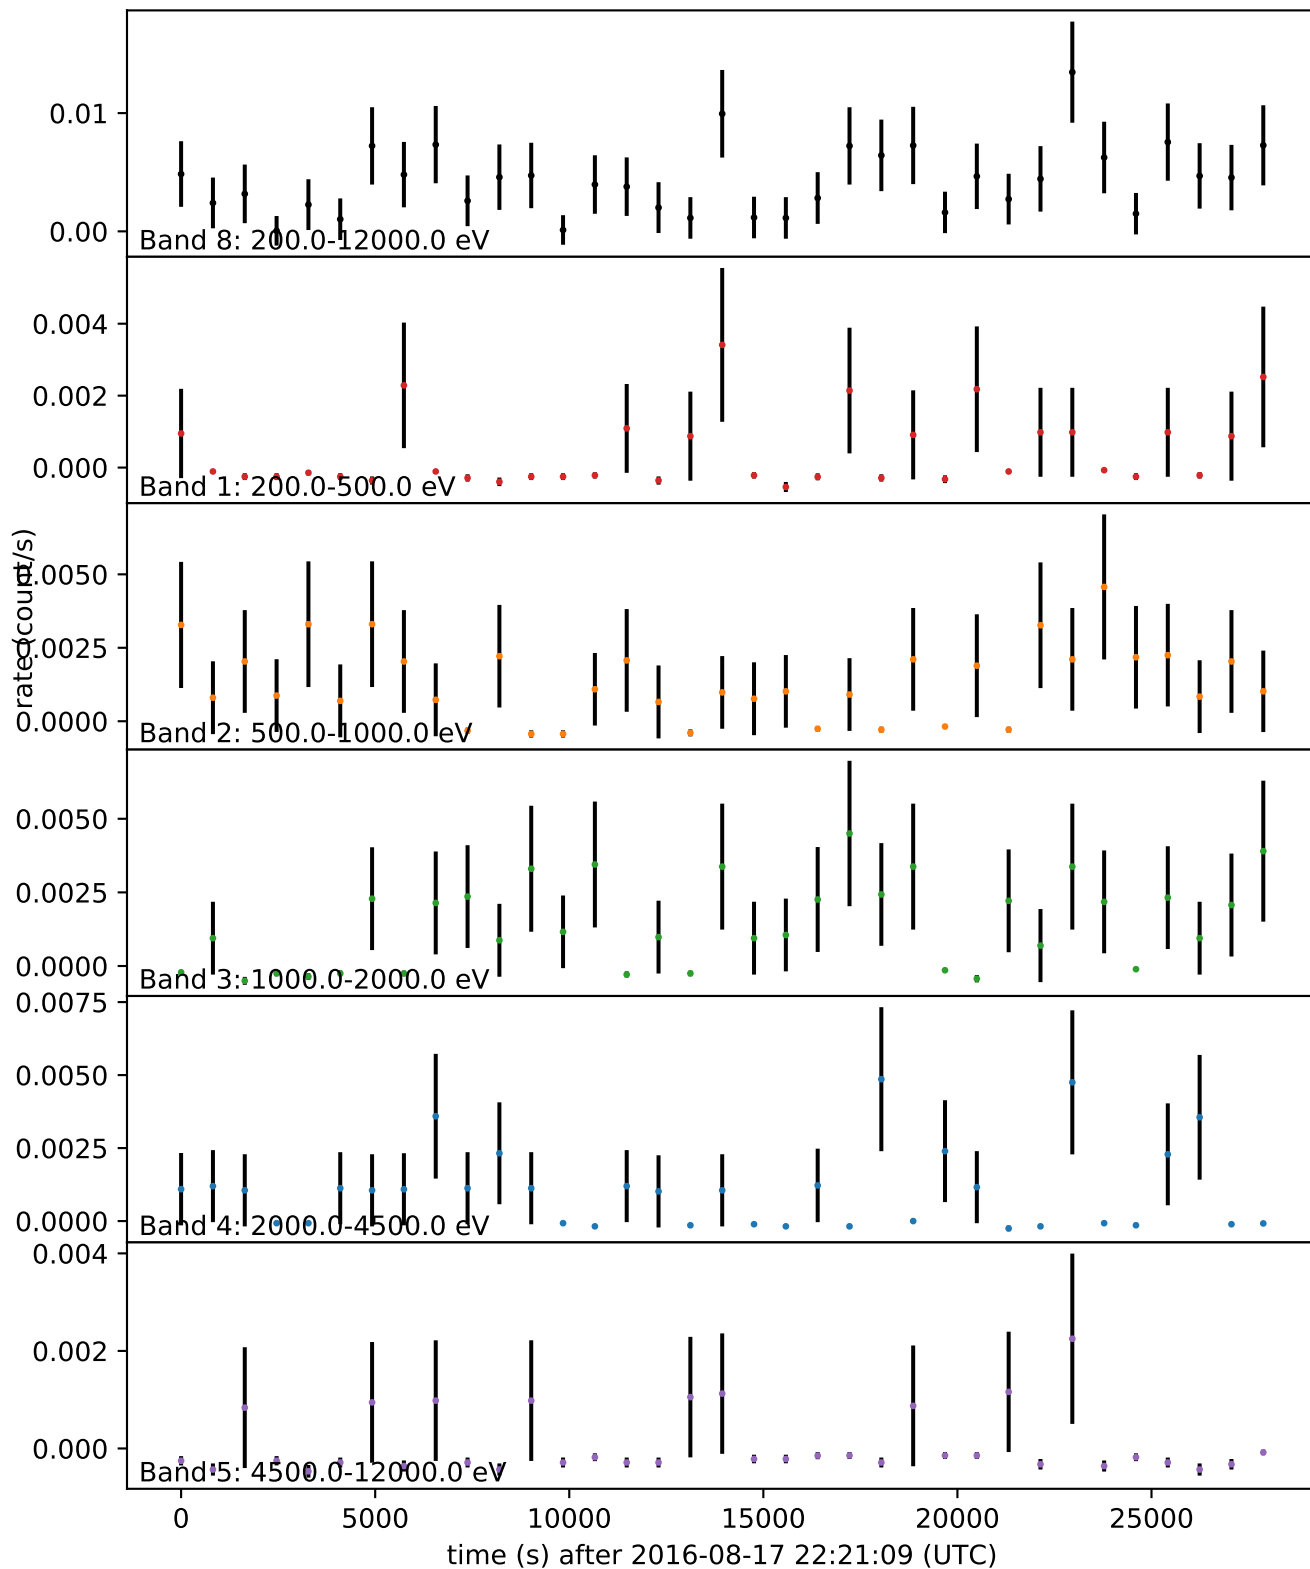 0.01
0.00
Band 8: 200.0-12000.0 eV
0.004
0.002
0.000
Band 1: 200.0-500.0 eV
rate (count/s)
0.0050
0.0025
0.0000
Band 2: 500.0-1000.0 eV
0.0050
0.0025
0.0000
Band 3: 1000.0-2000.0 eV
0.0075
0.0050
0.0025
0.0000
Band 4: 2000.0-4500.0 eV
0.004
0.002
0.000
Band 5: 4500.0-12000.0 eV
0 5000 10000 15000 20000 25000
time (s) after 2016-08-17 22:21:09 (UTC)